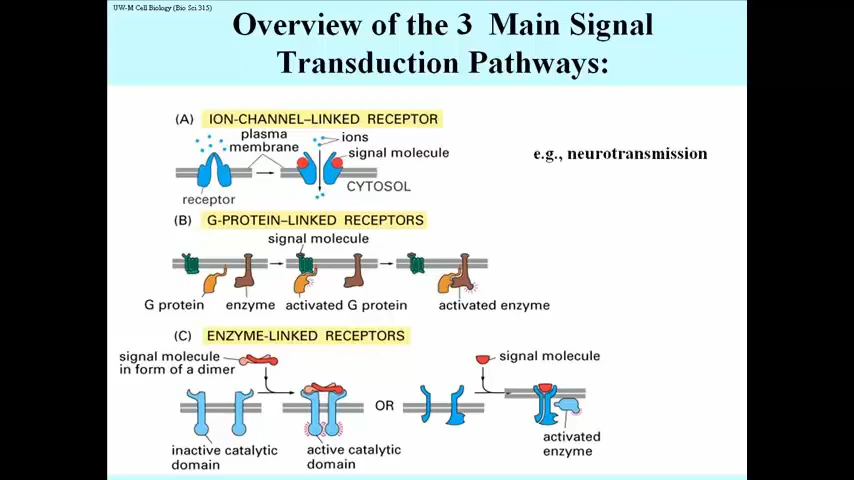 UW-M Cell Biology (Bio Sci 315)
Overview of the 3 Main Signal
Transduction Pathways:
(A) ION-CHANNEL–LINKED RECEPTOR
plasma
membrane
ions
signal molecule
e.g., neurotransmission
CYTOSOL
receptor
(B) G-PROTEIN–LINKED RECEPTORS
signal molecule
G protein
enzyme
activated G protein
activated enzyme
(C) ENZYME-LINKED RECEPTORS
signal molecule
in form of a dimer
signal molecule
OR
inactive catalytic
domain
active catalytic
domain
activated
enzyme